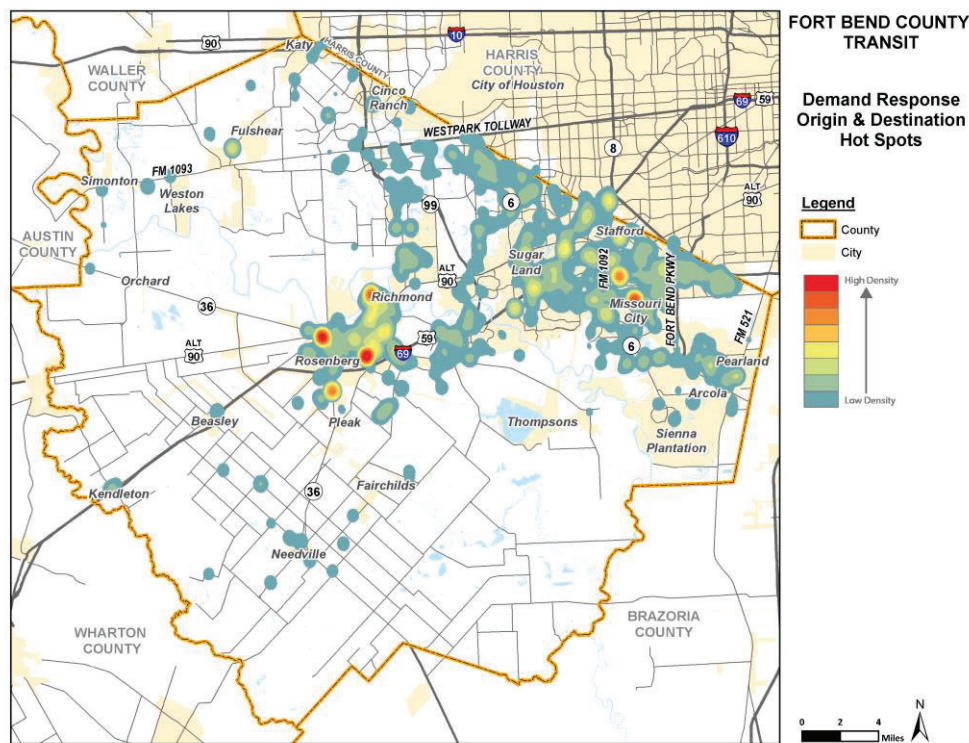 FORT BEND COUNTY
TRANSIT
Demand Response
Origin & Destination
Hot Spots
Legend
County
City
High Density
Low Density
N
0 2 4
Miles
90
Katy
HARRIS COUNTY
10
HARRIS
COUNTY
City of Houston
WALLER
COUNTY
Cinco
Ranch
69
59
610
Fulshear
WESTPARK TOLLWAY
8
FM 1093
Simonton
Weston
Lakes
99
6
ALT
90
AUSTIN
COUNTY
Stafford
Sugar
Land
FM 1092
FORT BEND PKWY
Orchard
ALT
90
36
Richmond
Missouri
City
FM 521
ALT
90
59
69
Rosenberg
6
Pearland
Arcola
Beasley
Pleak
Thompsons
Sienna
Plantation
Kendleton
36
Fairchilds
Needville
WHARTON
COUNTY
BRAZORIA
COUNTY